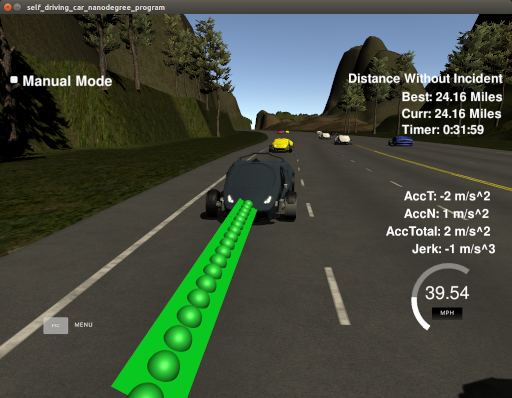 self_driving_car_nanodegree_program
Manual Mode
Distance Without Incident
Best: 24.16 Miles
Curr: 24.16 Miles
Timer: 0:31:59
AccT: -2 m/s^2
AccN: 1 m/s^2
AccTotal: 2 m/s^2
Jerk: -1 m/s^3
39.54
MPH
ESC MENU